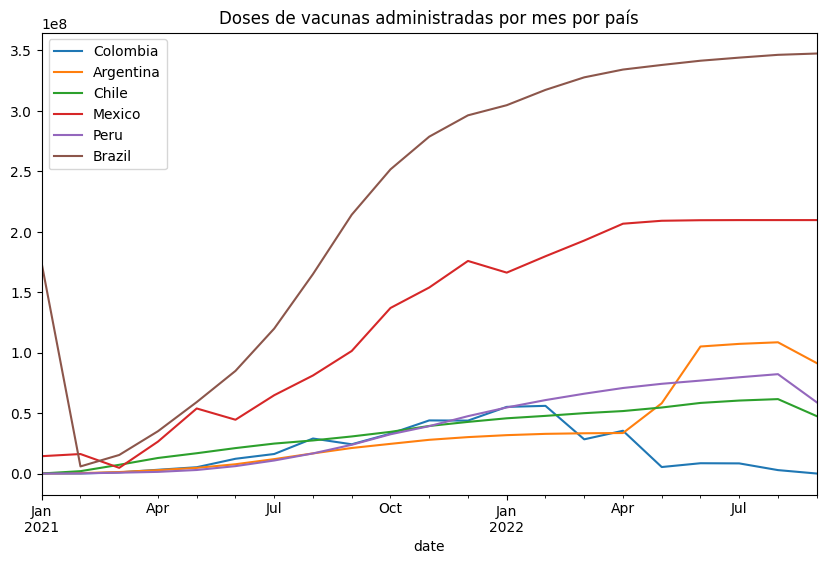 Doses de vacunas administradas por mes por país
1e8
Colombia
Argentina
Chile
Mexico
Peru
Brazil
3.5
3.0
2.5
2.0
1.5
1.0
0.5
0.0
Jan Apr Jul Oct Jan Apr Jul
2021 2022
date